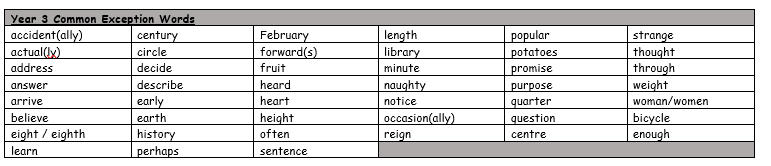 Year 3 Common Exception Words
accident(ally) century February length popular strange
actual(ly) circle forward(s) library potatoes thought
address decide fruit minute promise through
answer describe heard naughty purpose weight
arrive early heart notice quarter woman/women
believe earth height occasion(ally) question bicycle
eight / eighth history often reign centre enough
learn perhaps sentence